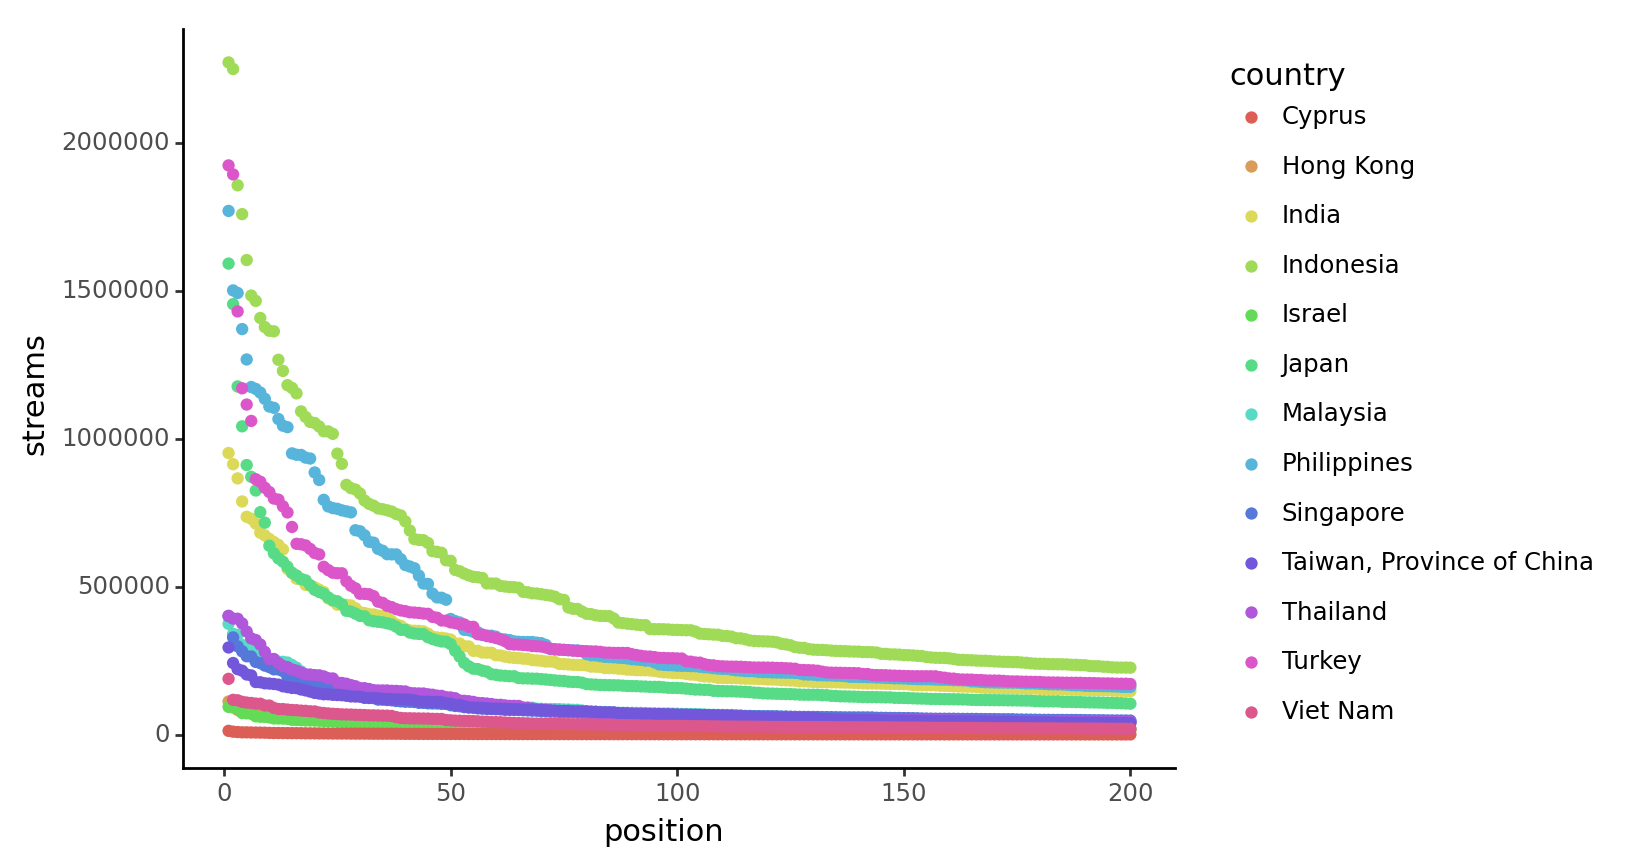 streams
2000000
1500000
1000000
500000
0
0 50 100 150 200
position
country
Cyprus
Hong Kong
India
Indonesia
Israel
Japan
Malaysia
Philippines
Singapore
Taiwan, Province of China
Thailand
Turkey
Viet Nam